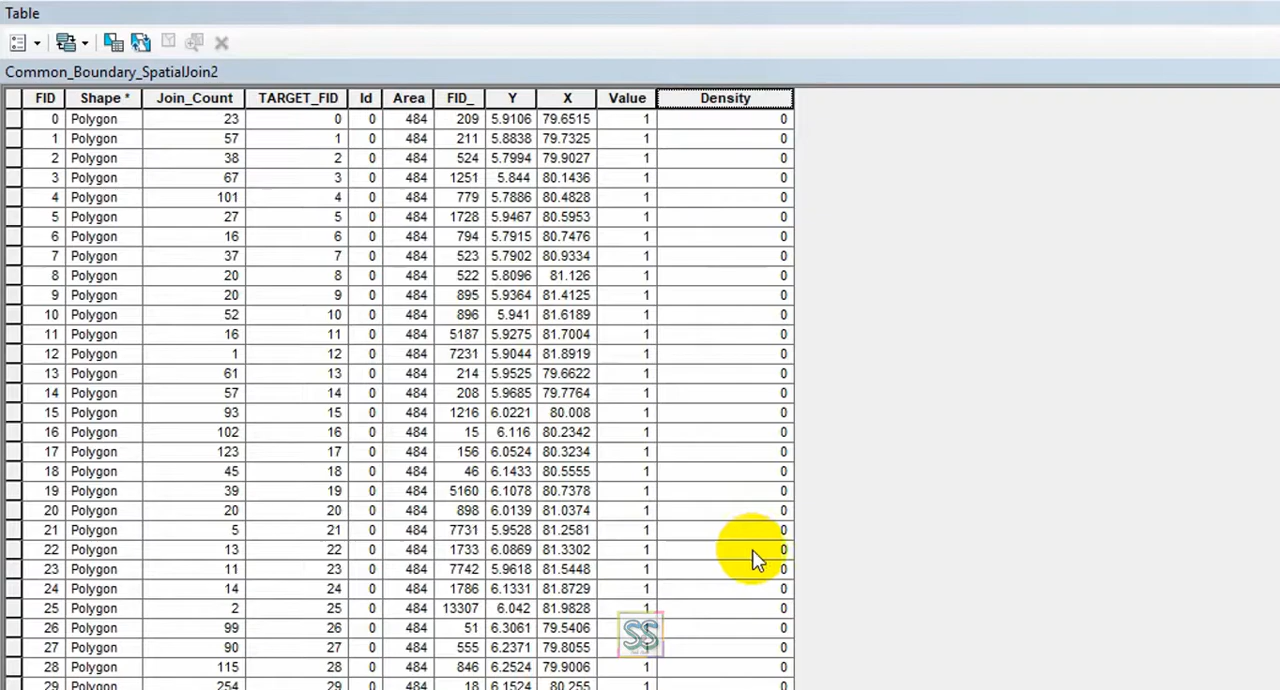 Table
Common_Boundary_SpatialJoin2
FID Shape * Join_Count TARGET_FID Id Area FID_ Y X Value Density
0 Polygon 23 0 0 484 209 5.9106 79.6515 1 0
1 Polygon 57 1 0 484 211 5.8838 79.7325 1 0
2 Polygon 38 2 0 484 524 5.7994 79.9027 1 0
3 Polygon 67 3 0 484 1251 5.844 80.1436 1 0
4 Polygon 101 4 0 484 779 5.7886 80.4828 1 0
5 Polygon 27 5 0 484 1728 5.9467 80.5953 1 0
6 Polygon 16 6 0 484 794 5.7915 80.7476 1 0
7 Polygon 37 7 0 484 523 5.7902 80.9334 1 0
8 Polygon 20 8 0 484 522 5.8096 81.126 1 0
9 Polygon 20 9 0 484 895 5.9364 81.4125 1 0
10 Polygon 52 10 0 484 896 5.941 81.6189 1 0
11 Polygon 16 11 0 484 5187 5.9275 81.7004 1 0
12 Polygon 1 12 0 484 7231 5.9044 81.8919 1 0
13 Polygon 61 13 0 484 214 5.9525 79.6622 1 0
14 Polygon 57 14 0 484 208 5.9685 79.7764 1 0
15 Polygon 93 15 0 484 1216 6.0221 80.008 1 0
16 Polygon 102 16 0 484 15 6.116 80.2342 1 0
17 Polygon 123 17 0 484 156 6.0524 80.3234 1 0
18 Polygon 45 18 0 484 46 6.1433 80.5555 1 0
19 Polygon 39 19 0 484 5160 6.1078 80.7378 1 0
20 Polygon 20 20 0 484 898 6.0139 81.0374 1 0
21 Polygon 5 21 0 484 7731 5.9528 81.2581 1 0
22 Polygon 13 22 0 484 1733 6.0869 81.3302 1 0
23 Polygon 11 23 0 484 7742 5.9618 81.5448 1 0
24 Polygon 14 24 0 484 1786 6.1331 81.8729 1 0
25 Polygon 2 25 0 484 13307 6.042 81.9828 1 0
26 Polygon 99 26 0 484 51 6.3061 79.5406 0
27 Polygon 90 27 0 484 555 6.2371 79.8055 0
28 Polygon 115 28 0 484 846 6.2524 79.9006 1 0
29 Polygon 254 29 0 484 18 6.1524 80.255 1 0
SS